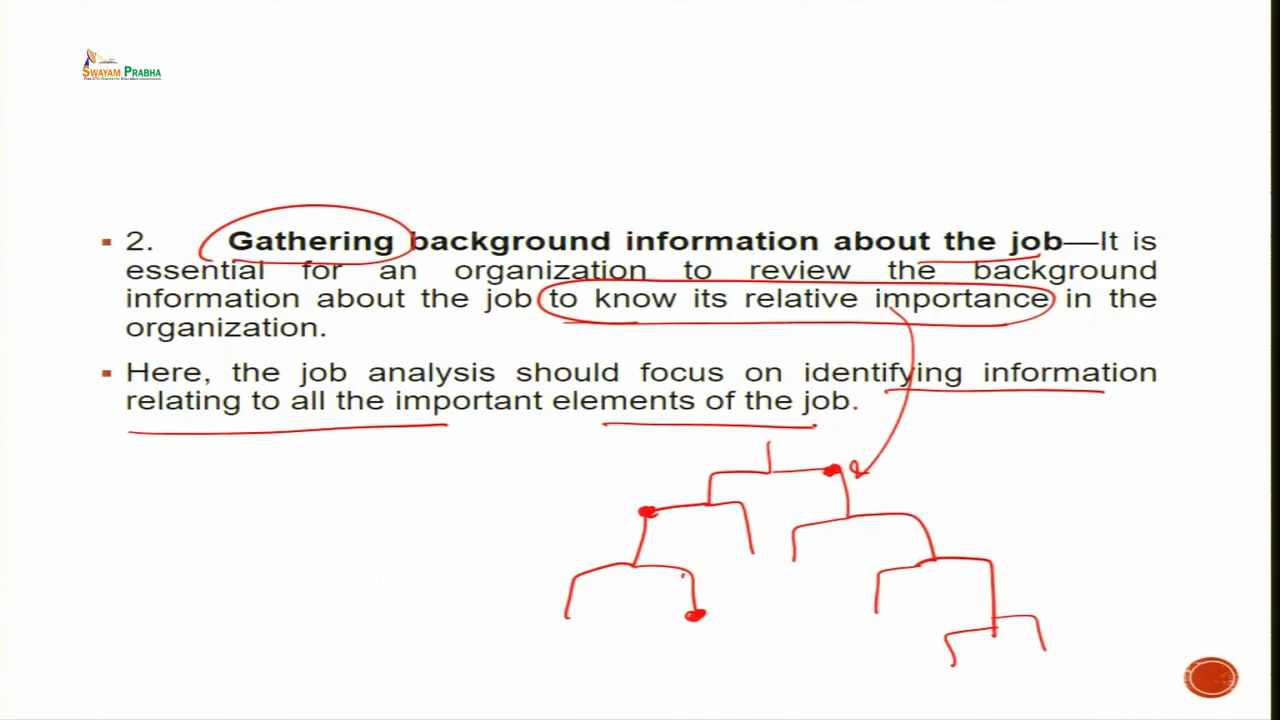 SWAYAM PRABHA
2. Gathering background information about the job—It is
essential for an organization to review the background
information about the job to know its relative importance in the
organization.
Here, the job analysis should focus on identifying information
relating to all the important elements of the job.